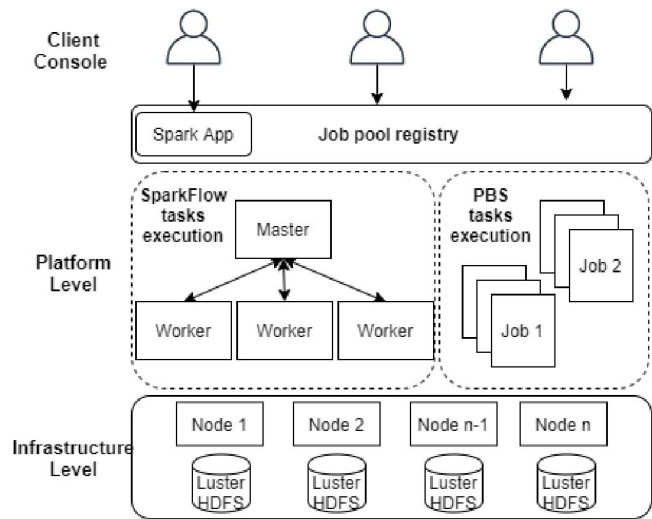 Client
Console
Spark App
Job pool registry
SparkFlow
tasks
execution
Master
Worker
Worker
Worker
PBS
tasks
execution
Job 2
Job 1
Platform
Level
Node 1
Node 2
Node n-1
Node n
Infrastructure
Level
Luster
HDFS
Luster
HDFS
Luster
HDFS
Luster
HDFS